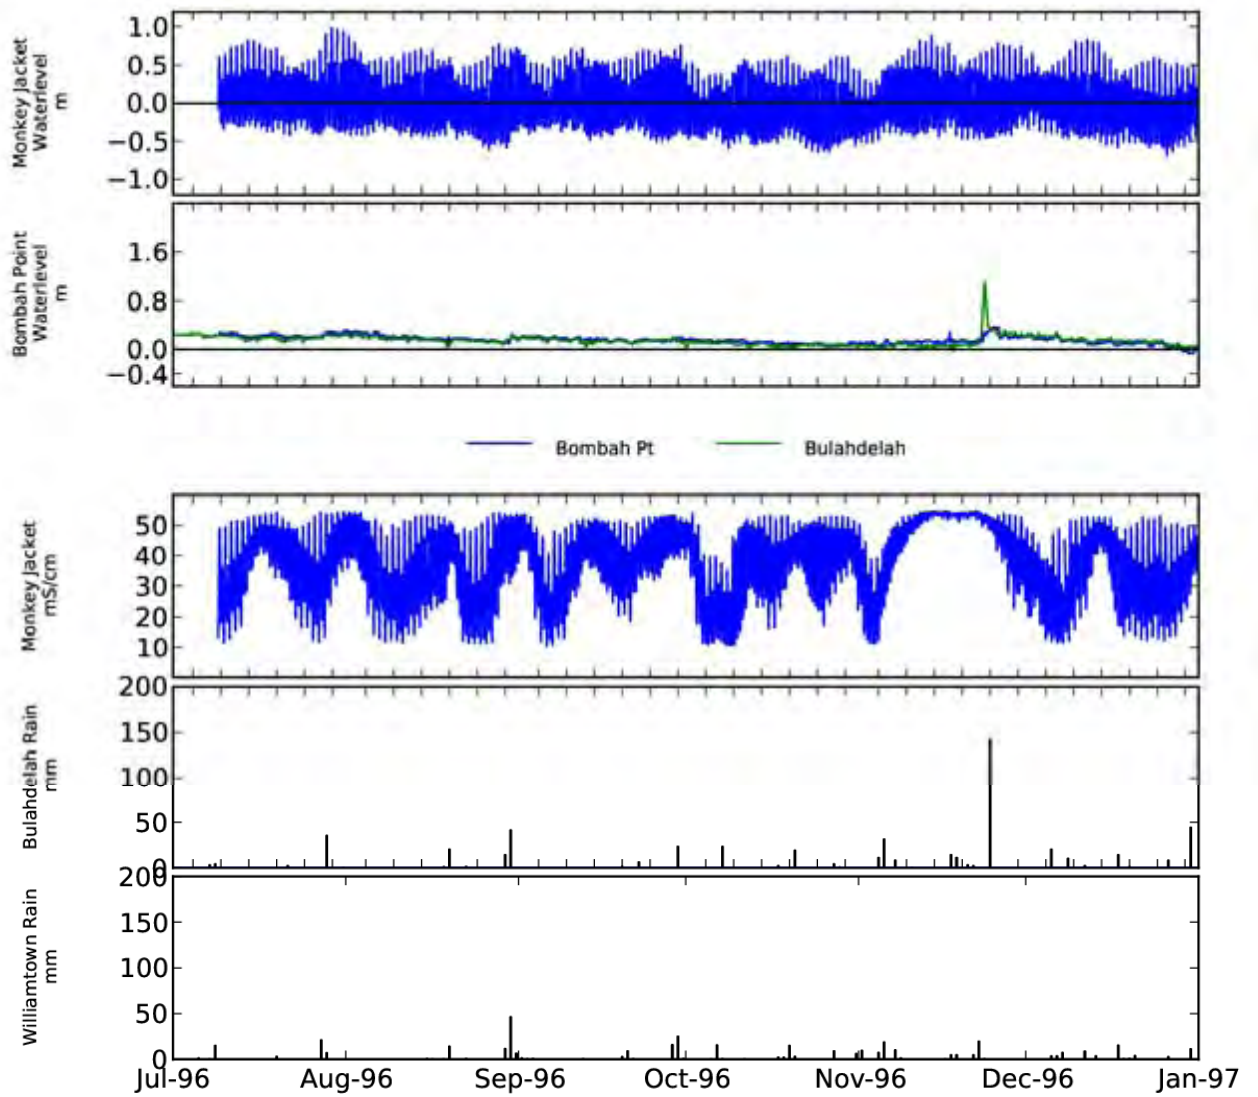 Monkey Jacket
Waterlevel
m
1.0
0.5
0.0
−0.5
−1.0
Bombah Point
Waterlevel
m
1.6
0.8
0.0
−0.4
Bombah Pt
Bulahdelah
Monkey Jacket
mS/cm
50
40
30
20
10
Bulahdelah Rain
mm
200
150
100
50
0
Williamtown Rain
mm
200
150
100
50
0
Jul-96 Aug-96 Sep-96 Oct-96 Nov-96 Dec-96 Jan-97